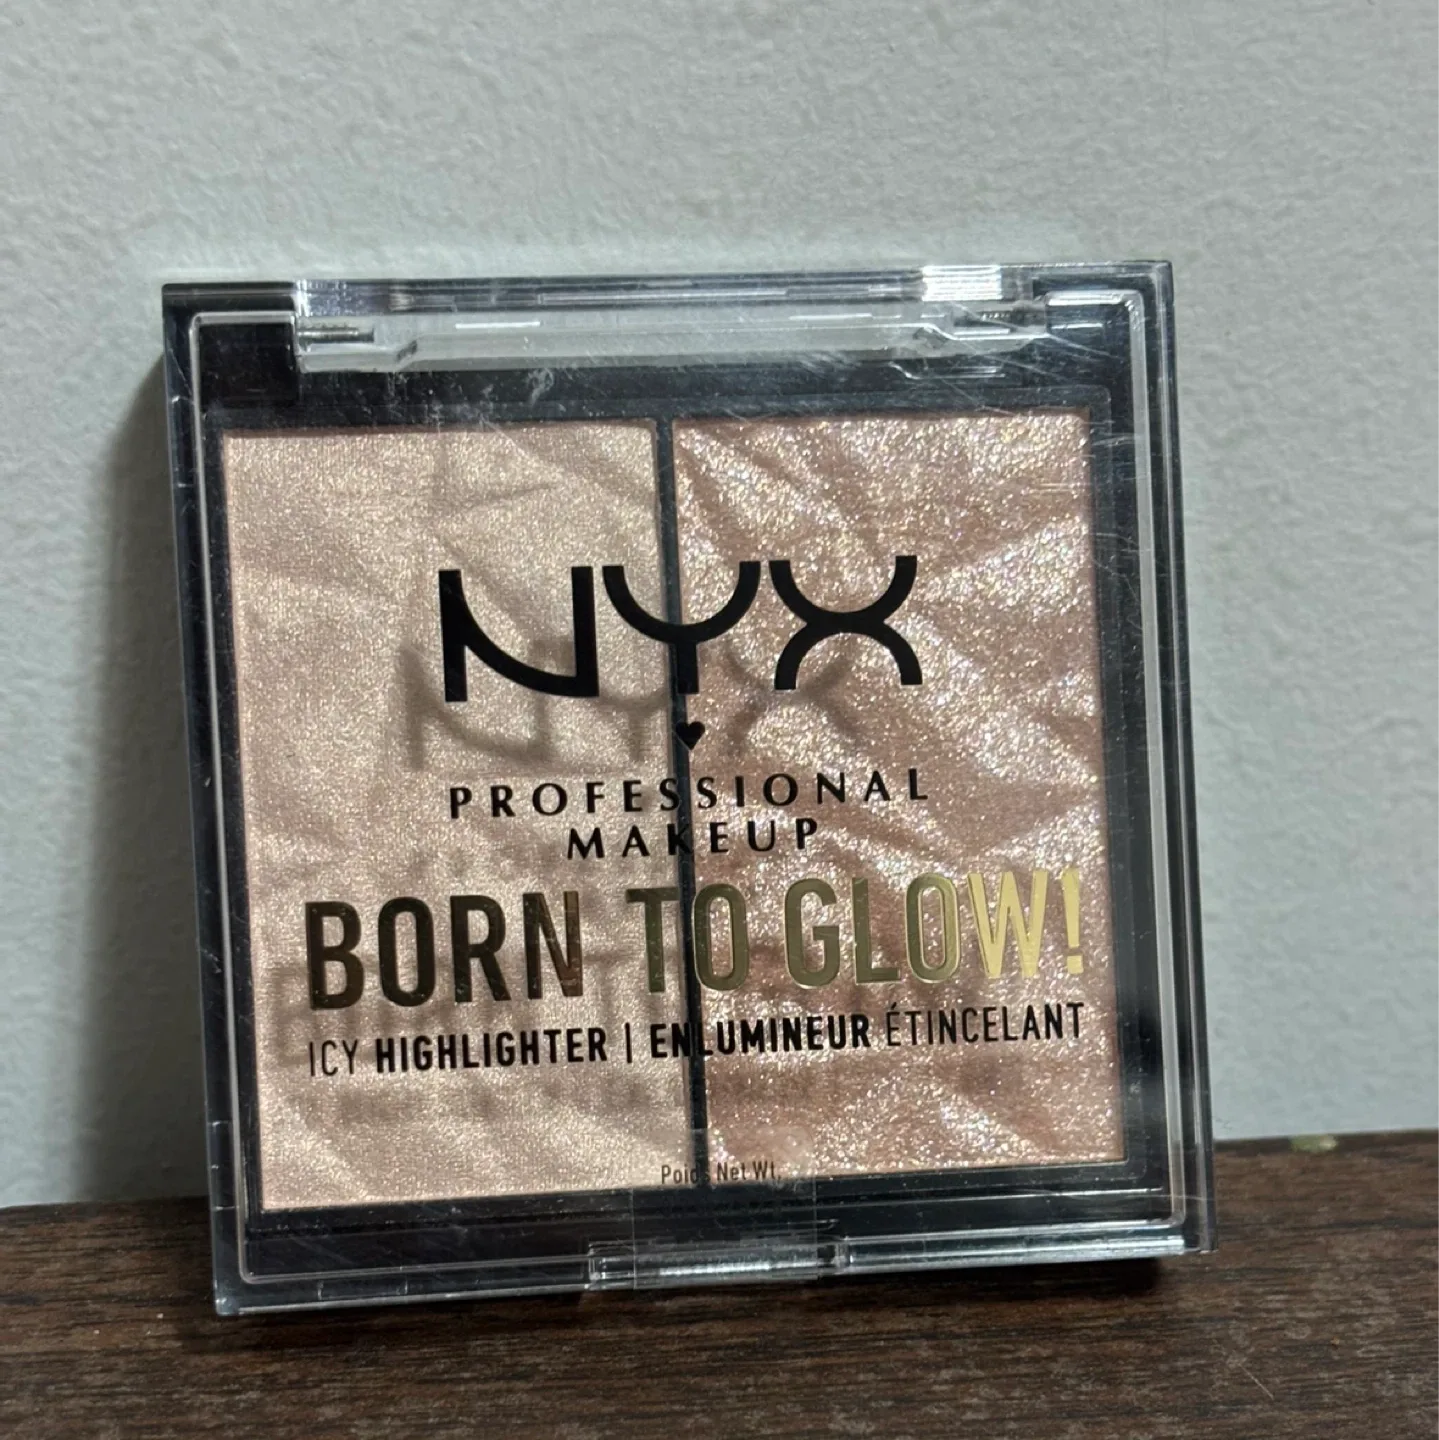 NYX
PROFESSIONAL
MAKEUP
BORN TO GLOW!
ICY HIGHLIGHTER | ENLUMINEUR ÉTINCELANT
Poids Net Wt.